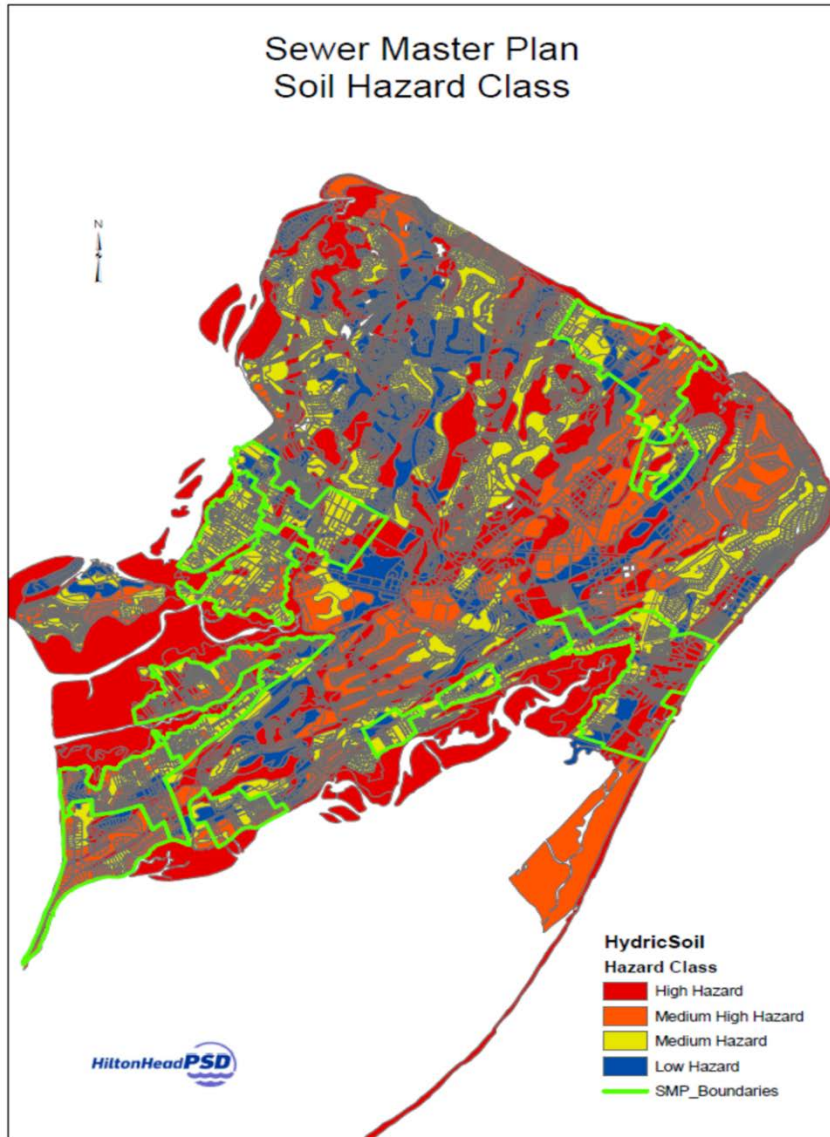 Sewer Master Plan
Soil Hazard Class
N
HydricSoil
Hazard Class
High Hazard
Medium High Hazard
Medium Hazard
Low Hazard
SMP_Boundaries
HiltonHeadPSD